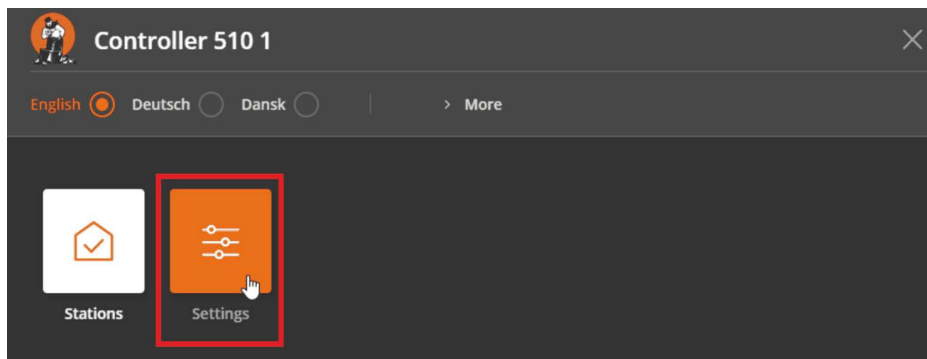 Controller 510 1
English Deutsch Dansk > More
Stations Settings